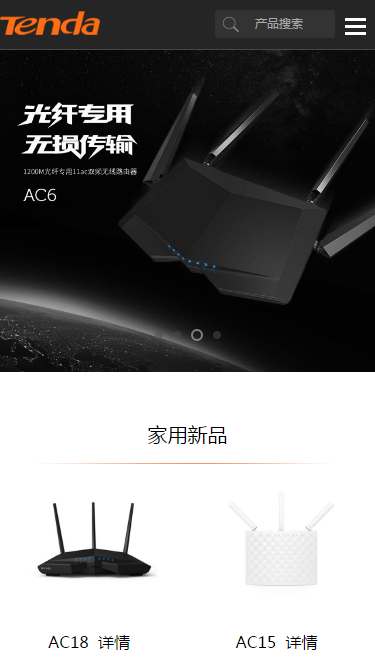 Tenda
产品搜索
光纤专用
无损传输
1200M光纤专用11ac双频无线路由器
AC6
家用新品
AC18 详情
AC15 详情